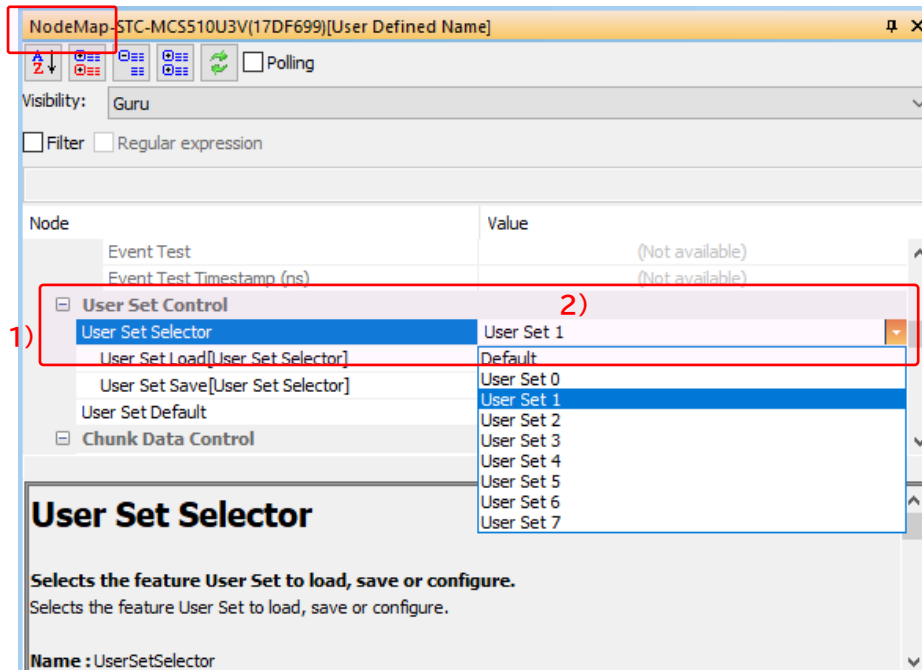 NodeMap-STC-MCS510U3V(17DF699)[User Defined Name]
Polling
Visibility: Guru
Filter Regular expression
Node Value
Event Test (Not available)
Event Test Timestamp (ns) (Not available)
User Set Control 2)
1) User Set Selector User Set 1
User Set Load[User Set Selector] Default
User Set 0
User Set Save[User Set Selector] User Set 1
User Set Default User Set 2
User Set 3
Chunk Data Control User Set 4
User Set 5
User Set 6
User Set 7
User Set Selector
Selects the feature User Set to load, save or configure.
Selects the feature User Set to load, save or configure.
Name : UserSetSelector